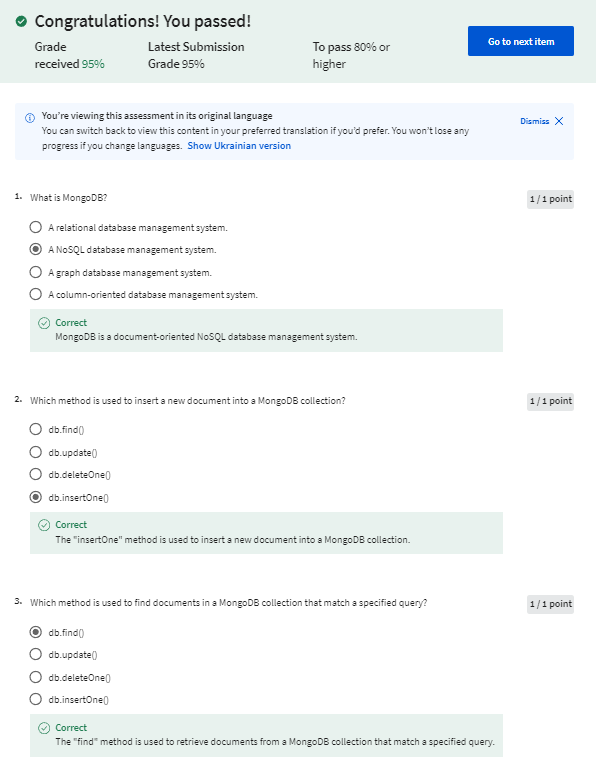 Congratulations! You passed!
Grade received 95%
Latest Submission Grade 95%
To pass 80% or higher
Go to next item
You're viewing this assessment in its original language
You can switch back to view this content in your preferred translation if you'd prefer. You won't lose any
progress if you change languages. Show Ukrainian version
Dismiss
1. What is MongoDB?
1 / 1 point
A relational database management system.
A NoSQL database management system.
A graph database management system.
A column-oriented database management system.
Correct
MongoDB is a document-oriented NoSQL database management system.
2. Which method is used to insert a new document into a MongoDB collection?
1 / 1 point
db.find()
db.update()
db.deleteOne()
db.insertOne()
Correct
The "insertOne" method is used to insert a new document into a MongoDB collection.
3. Which method is used to find documents in a MongoDB collection that match a specified query?
1 / 1 point
db.find()
db.update()
db.deleteOne()
db.insertOne()
Correct
The "find" method is used to retrieve documents from a MongoDB collection that match a specified query.